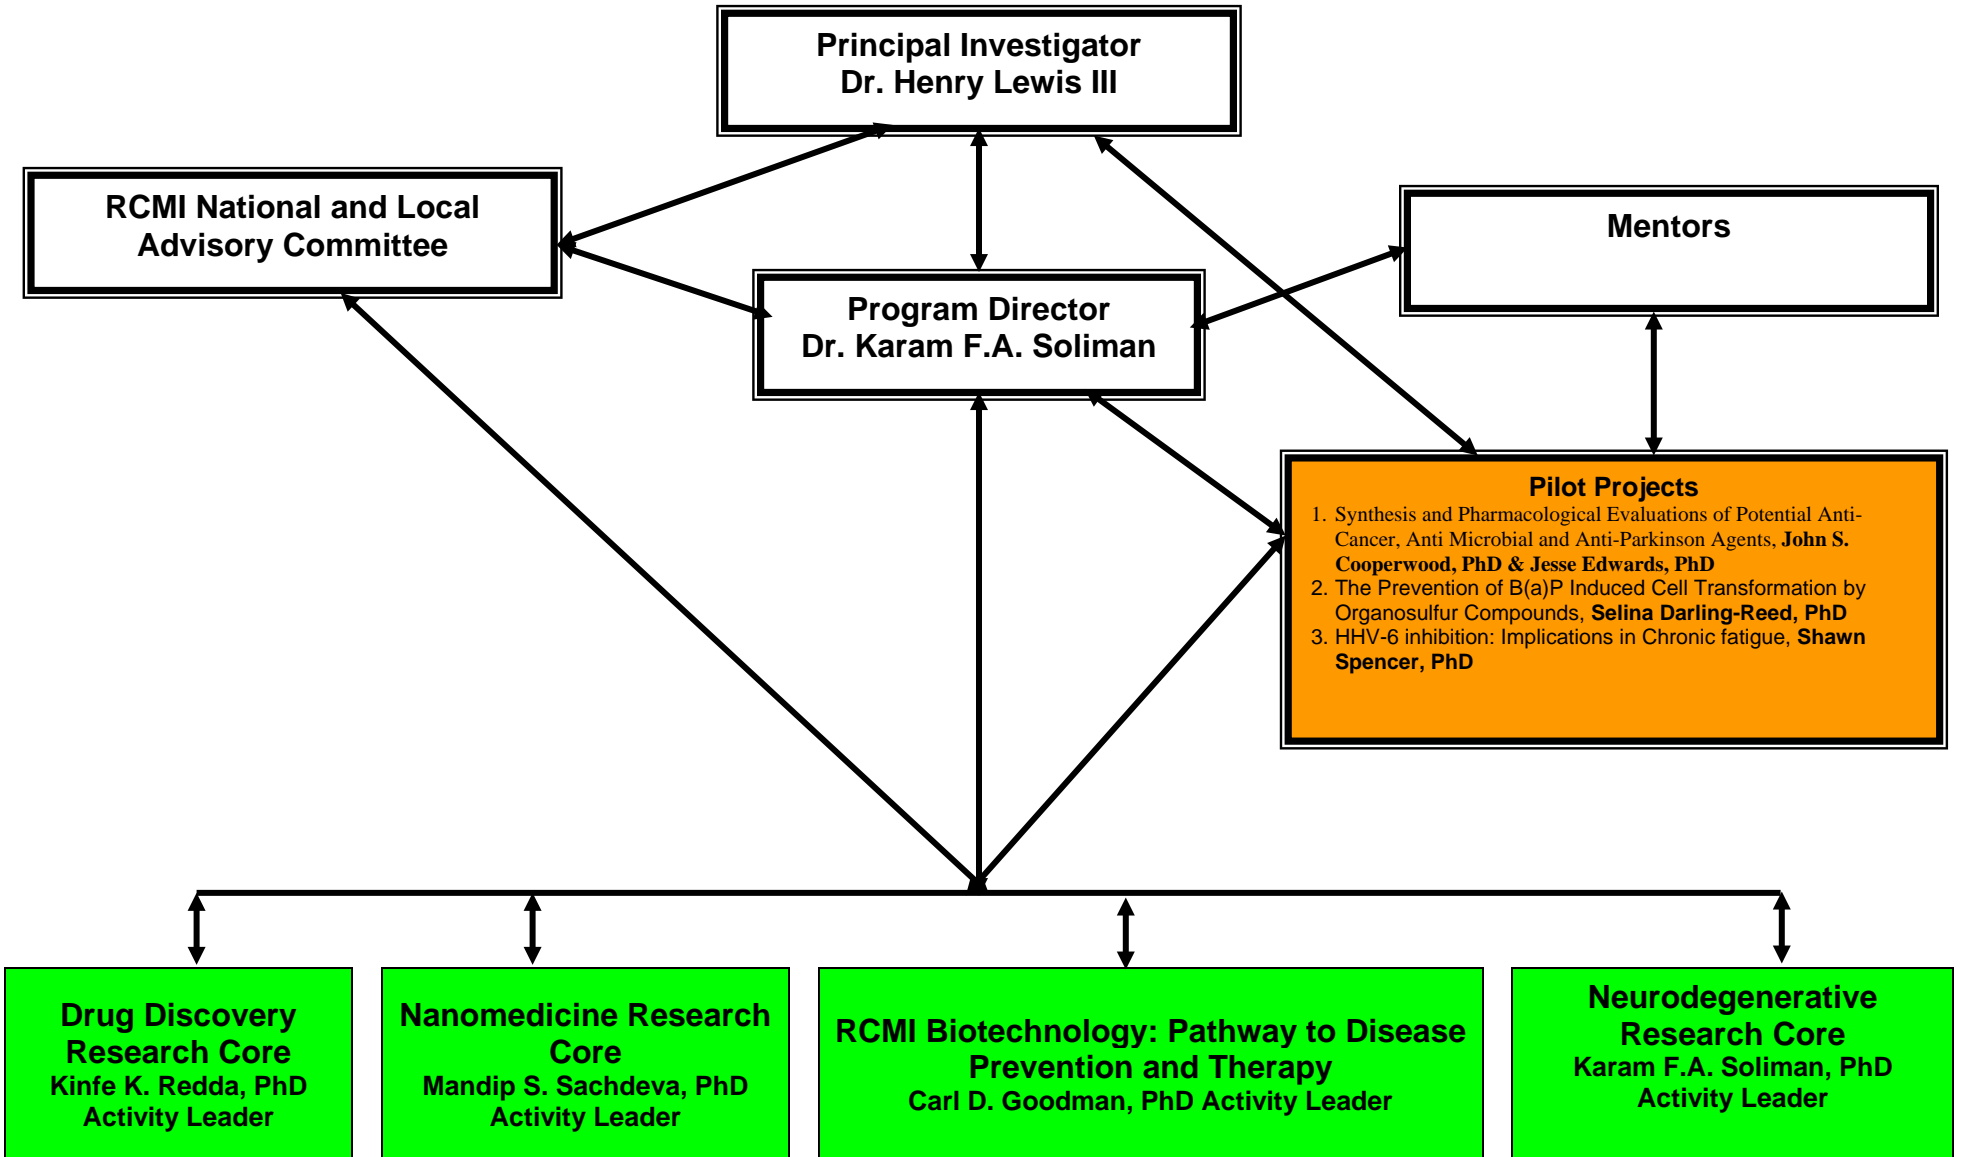 Principal Investigator
Dr. Henry Lewis III
RCMI National and Local
Advisory Committee
Mentors
Program Director
Dr. Karam F.A. Soliman
Pilot Projects
1. Synthesis and Pharmacological Evaluations of Potential Anti-
Cancer, Anti Microbial and Anti-Parkinson Agents, John S.
Cooperwood, PhD & Jesse Edwards, PhD
2. The Prevention of B(a)P Induced Cell Transformation by
Organosulfur Compounds, Selina Darling-Reed, PhD
3. HHV-6 inhibition: Implications in Chronic fatigue, Shawn
Spencer, PhD
Drug Discovery
Research Core
Kinfe K. Redda, PhD
Activity Leader
Nanomedicine Research
Core
Mandip S. Sachdeva, PhD
Activity Leader
RCMI Biotechnology: Pathway to Disease
Prevention and Therapy
Carl D. Goodman, PhD Activity Leader
Neurodegenerative
Research Core
Karam F.A. Soliman, PhD
Activity Leader